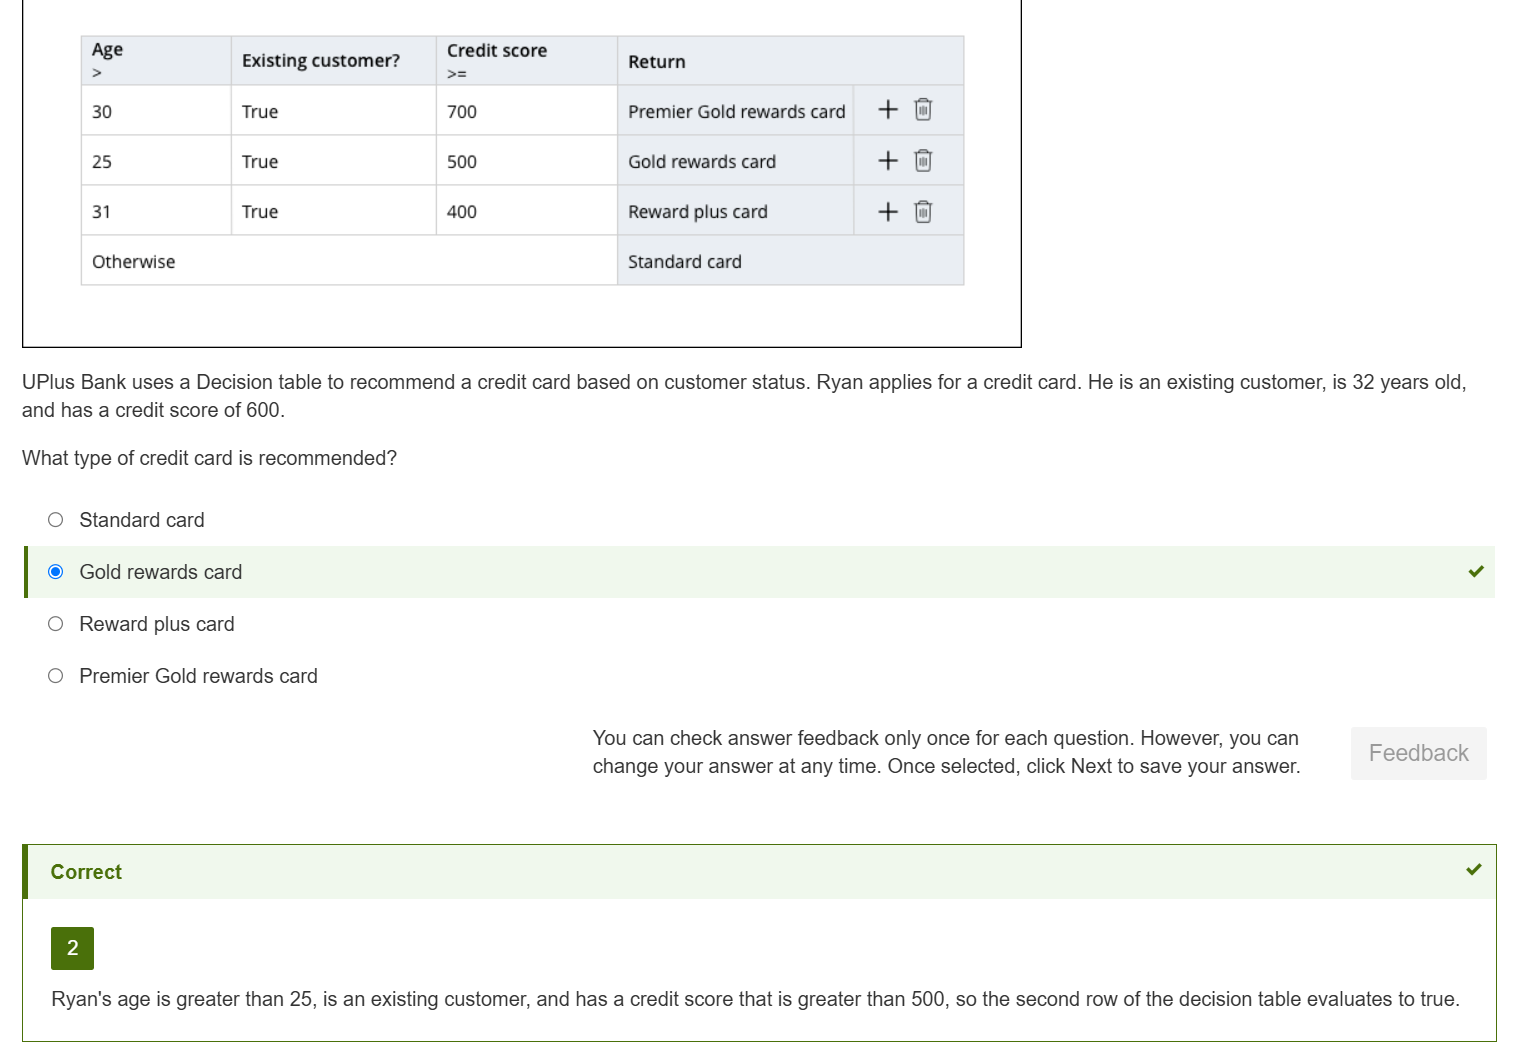 Age
>
Existing customer?
Credit score
>=
Return
30 True 700 Premier Gold rewards card
25 True 500 Gold rewards card
31 True 400 Reward plus card
Otherwise Standard card
UPlus Bank uses a Decision table to recommend a credit card based on customer status. Ryan applies for a credit card. He is an existing customer, is 32 years old,
and has a credit score of 600.
What type of credit card is recommended?
Standard card
Gold rewards card
Reward plus card
Premier Gold rewards card
You can check answer feedback only once for each question. However, you can
change your answer at any time. Once selected, click Next to save your answer.
Feedback
Correct
2
Ryan's age is greater than 25, is an existing customer, and has a credit score that is greater than 500, so the second row of the decision table evaluates to true.